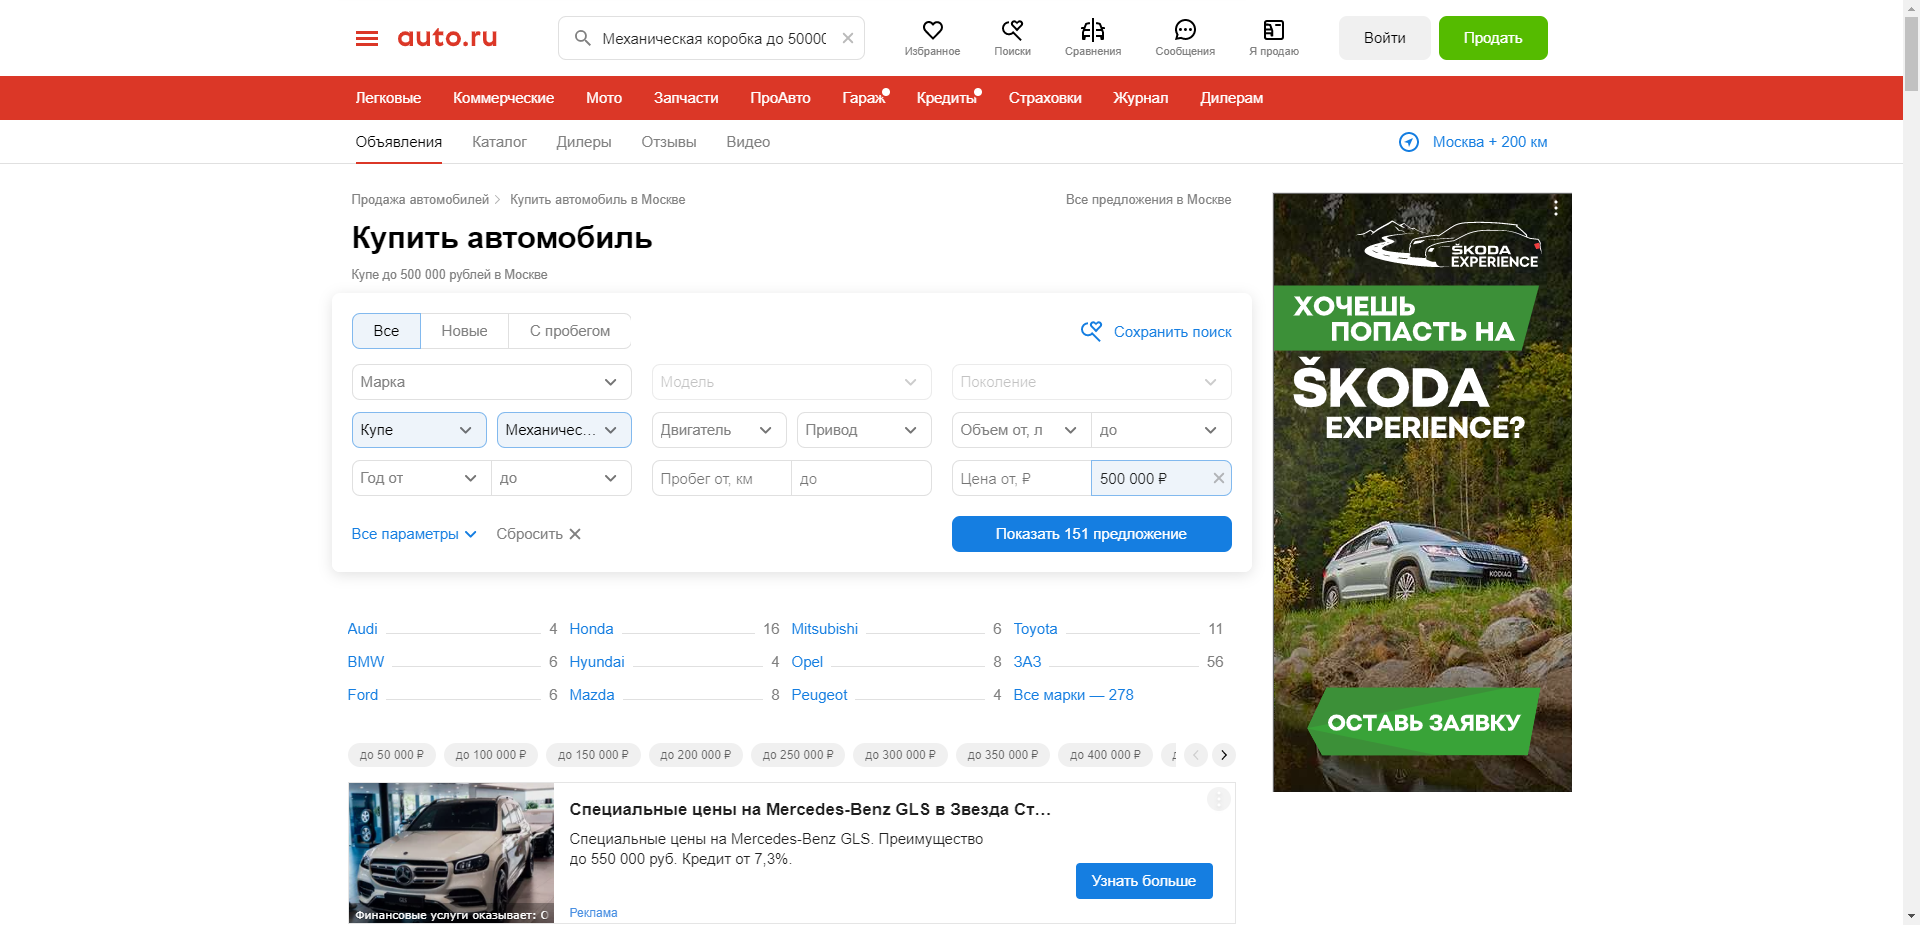 auto.ru
Механическая коробка до 50000
Избранное
Поиски
Сравнения
Сообщения
Я продаю
Войти
Продать
Легковые Коммерческие Мото Запчасти ПроАвто Гараж Кредиты Страховки Журнал Дилерам
Объявления Каталог Дилеры Отзывы Видео
Москва + 200 км
Продажа автомобилей Купить автомобиль в Москве
Все предложения в Москве
Купить автомобиль
Купе до 500 000 рублей в Москве
Все Новые С пробегом
Сохранить поиск
Марка Модель Поколение
Купе Механичес... Двигатель Привод Объем от, л до
Год от до Пробег от, км до Цена от, ₽ 500 000 ₽
Все параметры Сбросить
Показать 151 предложение
Audi 4 Honda 16 Mitsubishi 6 Toyota 11
BMW 6 Hyundai 4 Opel 8 ЗАЗ 56
Ford 6 Mazda 8 Peugeot 4 Все марки — 278
до 50 000 ₽ до 100 000 ₽ до 150 000 ₽ до 200 000 ₽ до 250 000 ₽ до 300 000 ₽ до 350 000 ₽ до 400 000 ₽
Специальные цены на Mercedes-Benz GLS в Звезда Ст...
Специальные цены на Mercedes-Benz GLS. Преимущество
до 550 000 руб. Кредит от 7,3%.
Узнать больше
Реклама
Финансовые услуги оказывает: О
ŠKODA
EXPERIENCE
ХОЧЕШЬ
ПОПАСТЬ НА
ŠKODA
EXPERIENCE?
KODIAQ
ОСТАВЬ ЗАЯВКУ